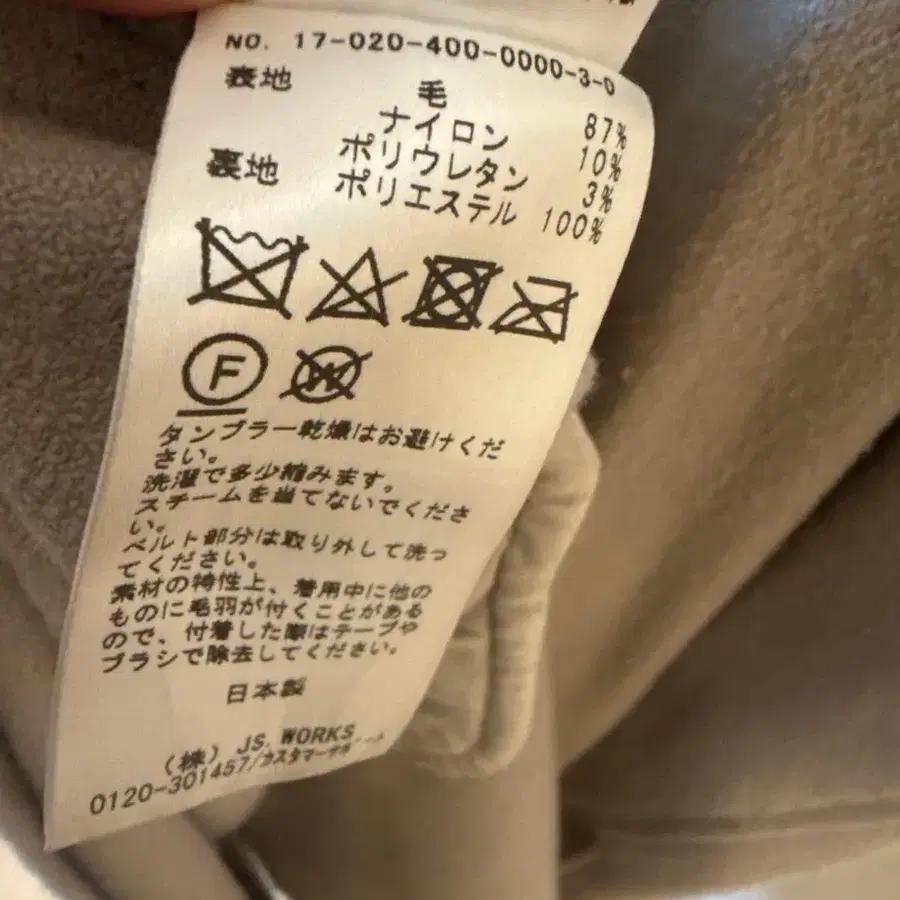 NO. 17-020-400-0000-3-0
表地 毛 87%
ナイロン 10%
ポリウレタン 3%
裏地 ポリエステル 100%
F W
タンブラー乾燥はお避けくだ
さい。
洗濯で多少縮みます。
スチームを当てないでくださ
い。
ベルト部分は取り外して洗っ
てください。
素材の特性上、着用中に他の
ものに毛羽が付くことがある
ので、付着した際はテープや
ブラシで除去してください。
日本製
(株) JS. WORKS
0120-301457/カスタマーサポ